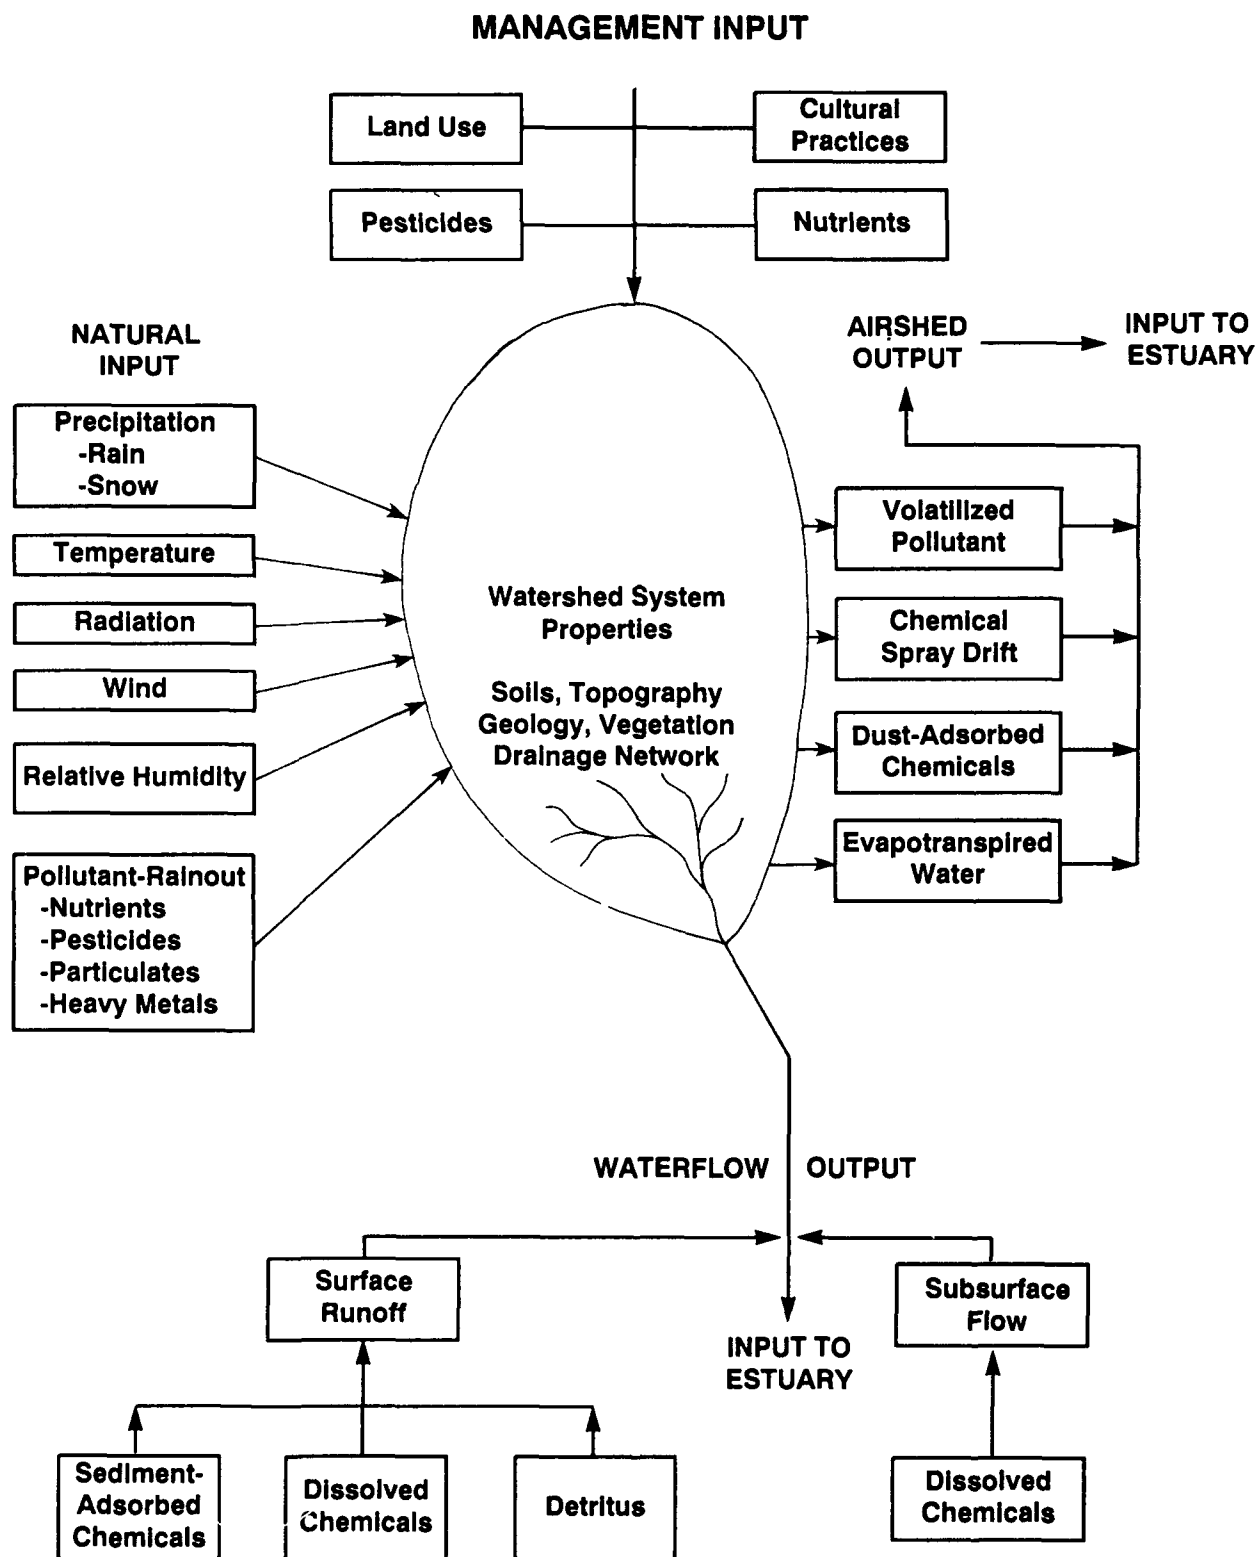 MANAGEMENT INPUT
Land Use
Cultural
Practices
Pesticides
Nutrients
NATURAL
INPUT
Precipitation
-Rain
-Snow
Temperature
Radiation
Wind
Relative Humidity
Pollutant-Rainout
-Nutrients
-Pesticides
-Particulates
-Heavy Metals
Watershed System
Properties
Soils, Topography
Geology, Vegetation
Drainage Network
AIRSHED
OUTPUT
INPUT TO
ESTUARY
Volatilized
Pollutant
Chemical
Spray Drift
Dust-Adsorbed
Chemicals
Evapotranspired
Water
WATERFLOW OUTPUT
Surface
Runoff
Subsurface
Flow
INPUT TO
ESTUARY
Sediment-
Adsorbed
Chemicals
Dissolved
Chemicals
Detritus
Dissolved
Chemicals